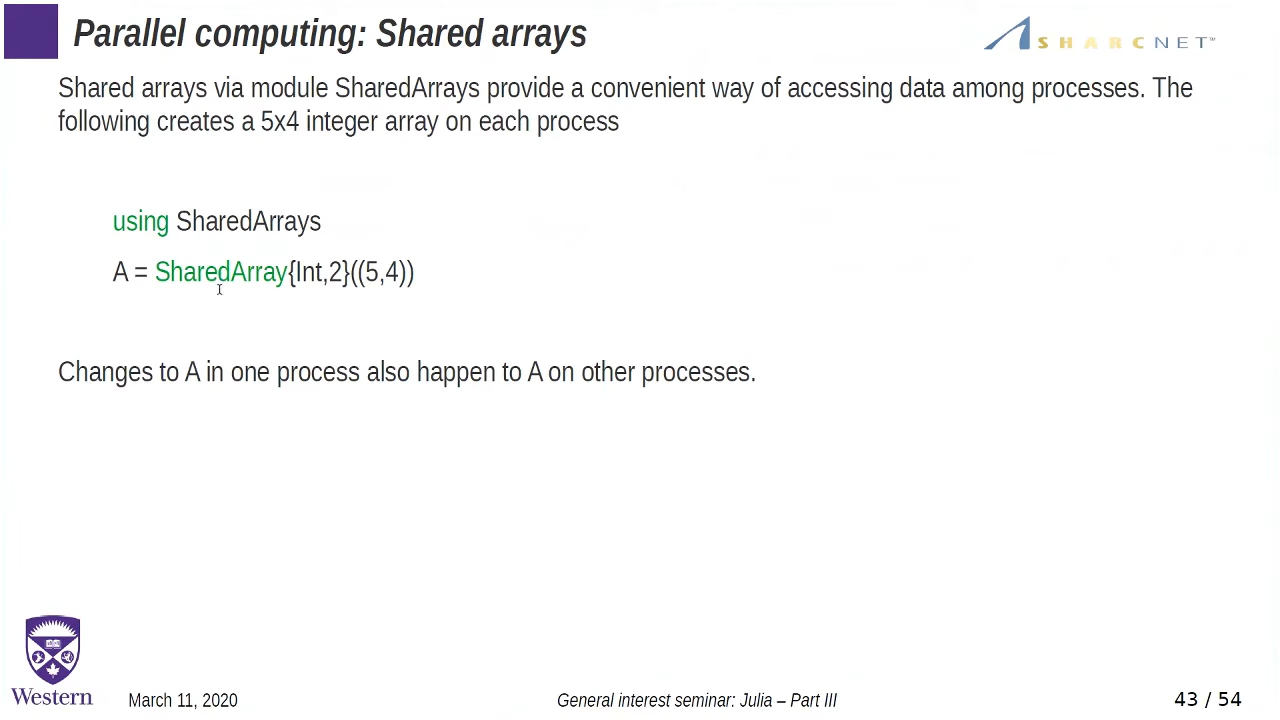 Parallel computing: Shared arrays
SHARCNET™
Shared arrays via module SharedArrays provide a convenient way of accessing data among processes. The
following creates a 5x4 integer array on each process
using SharedArrays
A = SharedArray{Int,2}((5,4))
Changes to A in one process also happen to A on other processes.
Western
March 11, 2020
General interest seminar: Julia – Part III
43 / 54